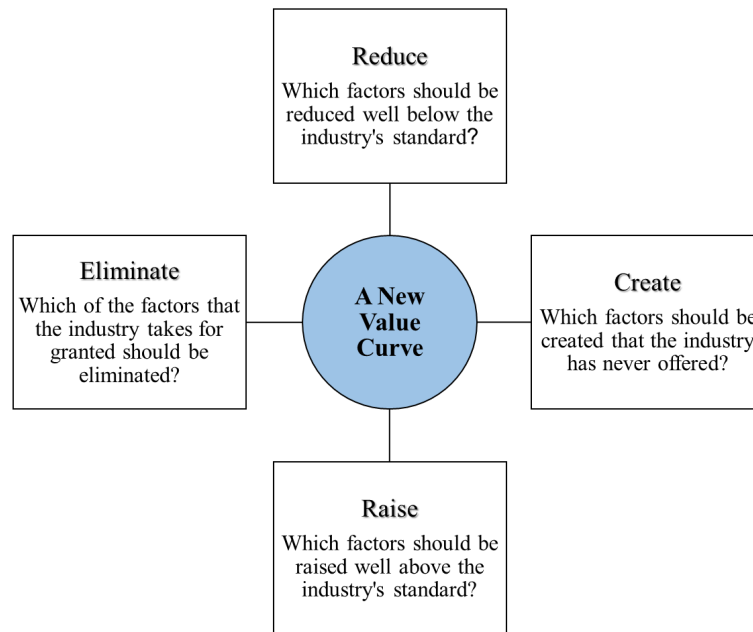 Reduce
Which factors should be
reduced well below the
industry's standard?
Eliminate
Which of the factors that
the industry takes for
granted should be
eliminated?
A New
Value
Curve
Create
Which factors should be
created that the industry
has never offered?
Raise
Which factors should be
raised well above the
industry's standard?